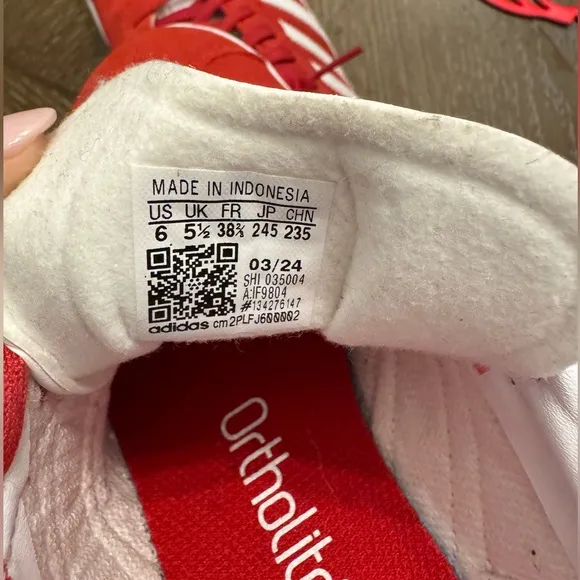 MADE IN INDONESIA
US UK FR JP CHN
6 5½ 38⅔ 245 235
03/24
SHI 035004
A:IF9804
#134276147
adidas cm2PLFJ600002
Ortholite